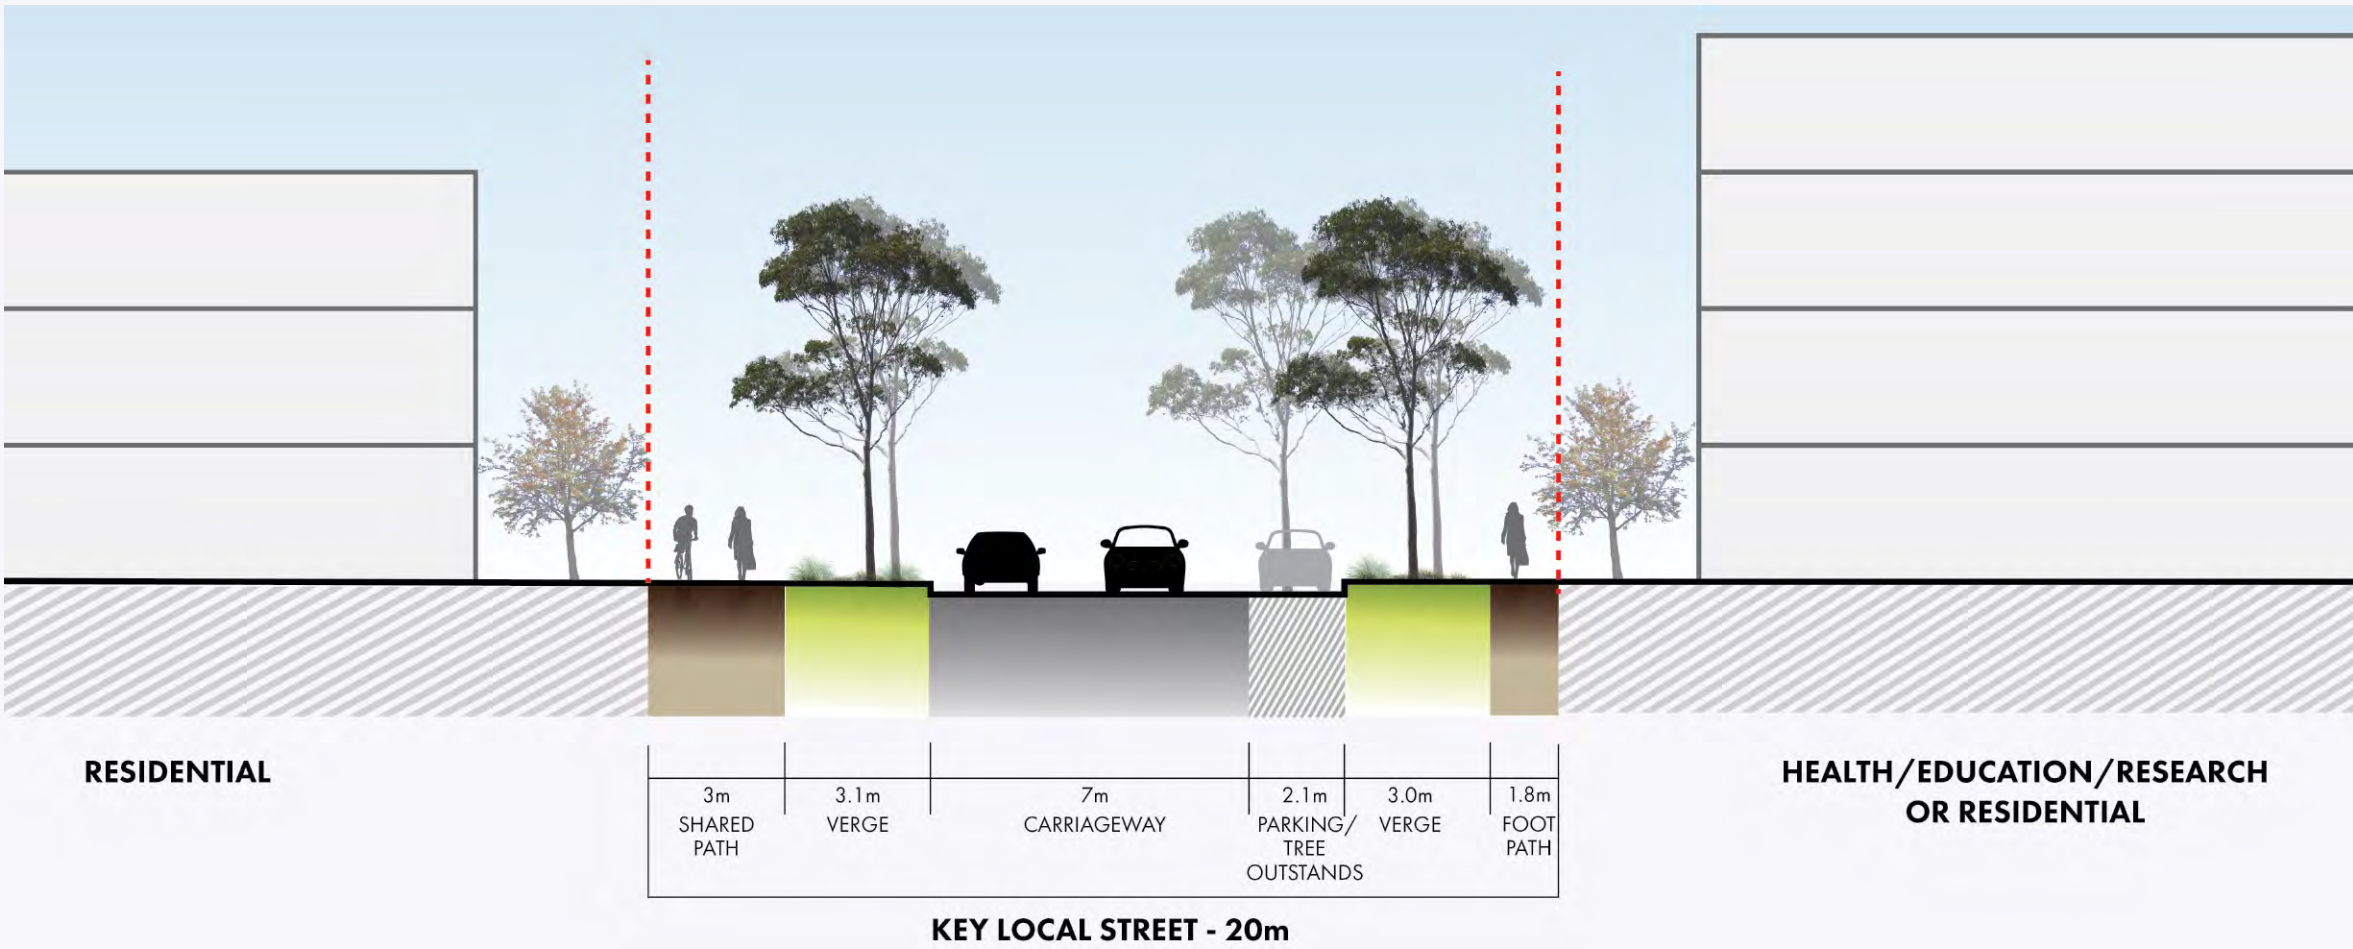 RESIDENTIAL
HEALTH/EDUCATION/RESEARCH
OR RESIDENTIAL
3m
SHARED
PATH
3.1m
VERGE
7m
CARRIAGEWAY
2.1m
PARKING/
TREE
OUTSTANDS
3.0m
VERGE
1.8m
FOOT
PATH
KEY LOCAL STREET - 20m